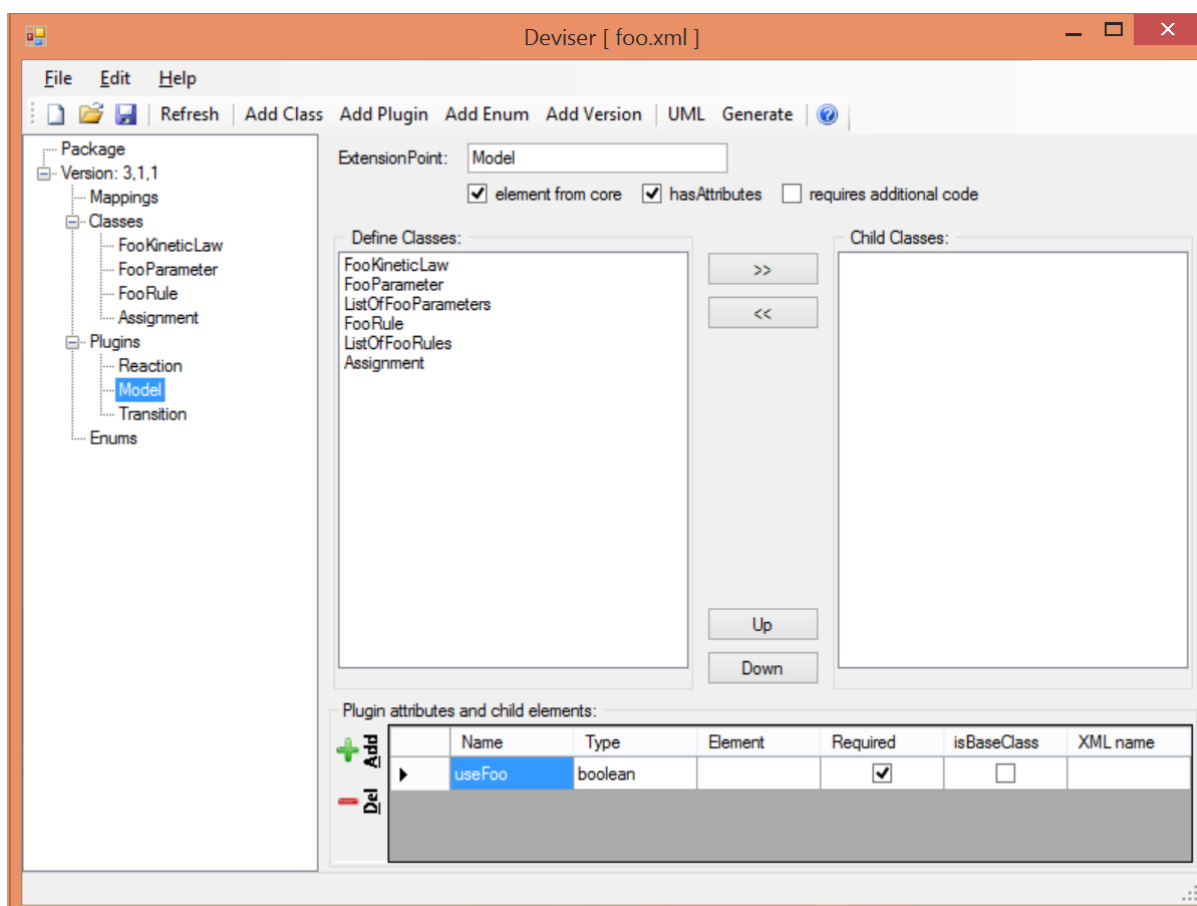 Deviser [ foo.xml ]
File Edit Help
Refresh Add Class Add Plugin Add Enum Add Version UML Generate
Package
Version: 3,1,1
Mappings
Classes
FooKineticLaw
FooParameter
FooRule
Assignment
Plugins
Reaction
Model
Transition
Enums
ExtensionPoint: Model
element from core hasAttributes requires additional code
Define Classes:
FooKineticLaw
FooParameter
ListOfFooParameters
FooRule
ListOfFooRules
Assignment
>>
<<
Up
Down
Child Classes:
Plugin attributes and child elements:
Add
Del
Name Type Element Required isBaseClass XML name
useFoo boolean